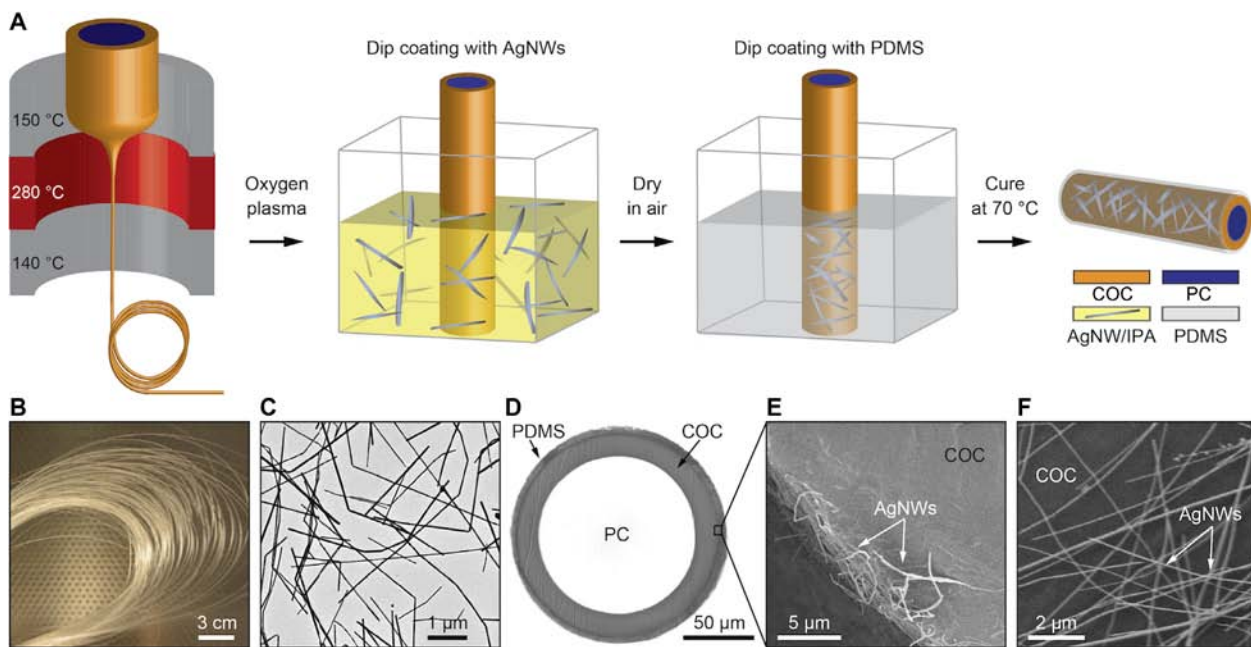 A
150 °C
280 °C
140 °C
Oxygen
plasma
Dip coating with AgNWs
Dry
in air
Dip coating with PDMS
Cure
at 70 °C
COC
PC
AgNW/IPA
PDMS
B
3 cm
C
1 µm
D
PDMS
COC
PC
50 µm
E
COC
AgNWs
5 µm
F
COC
AgNWs
2 µm